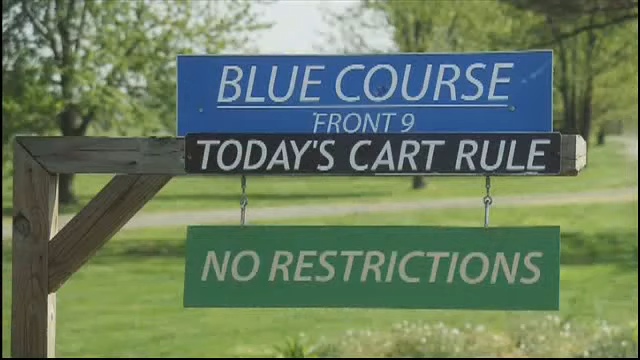 BLUE COURSE
FRONT 9
TODAY'S CART RULE
NO RESTRICTIONS